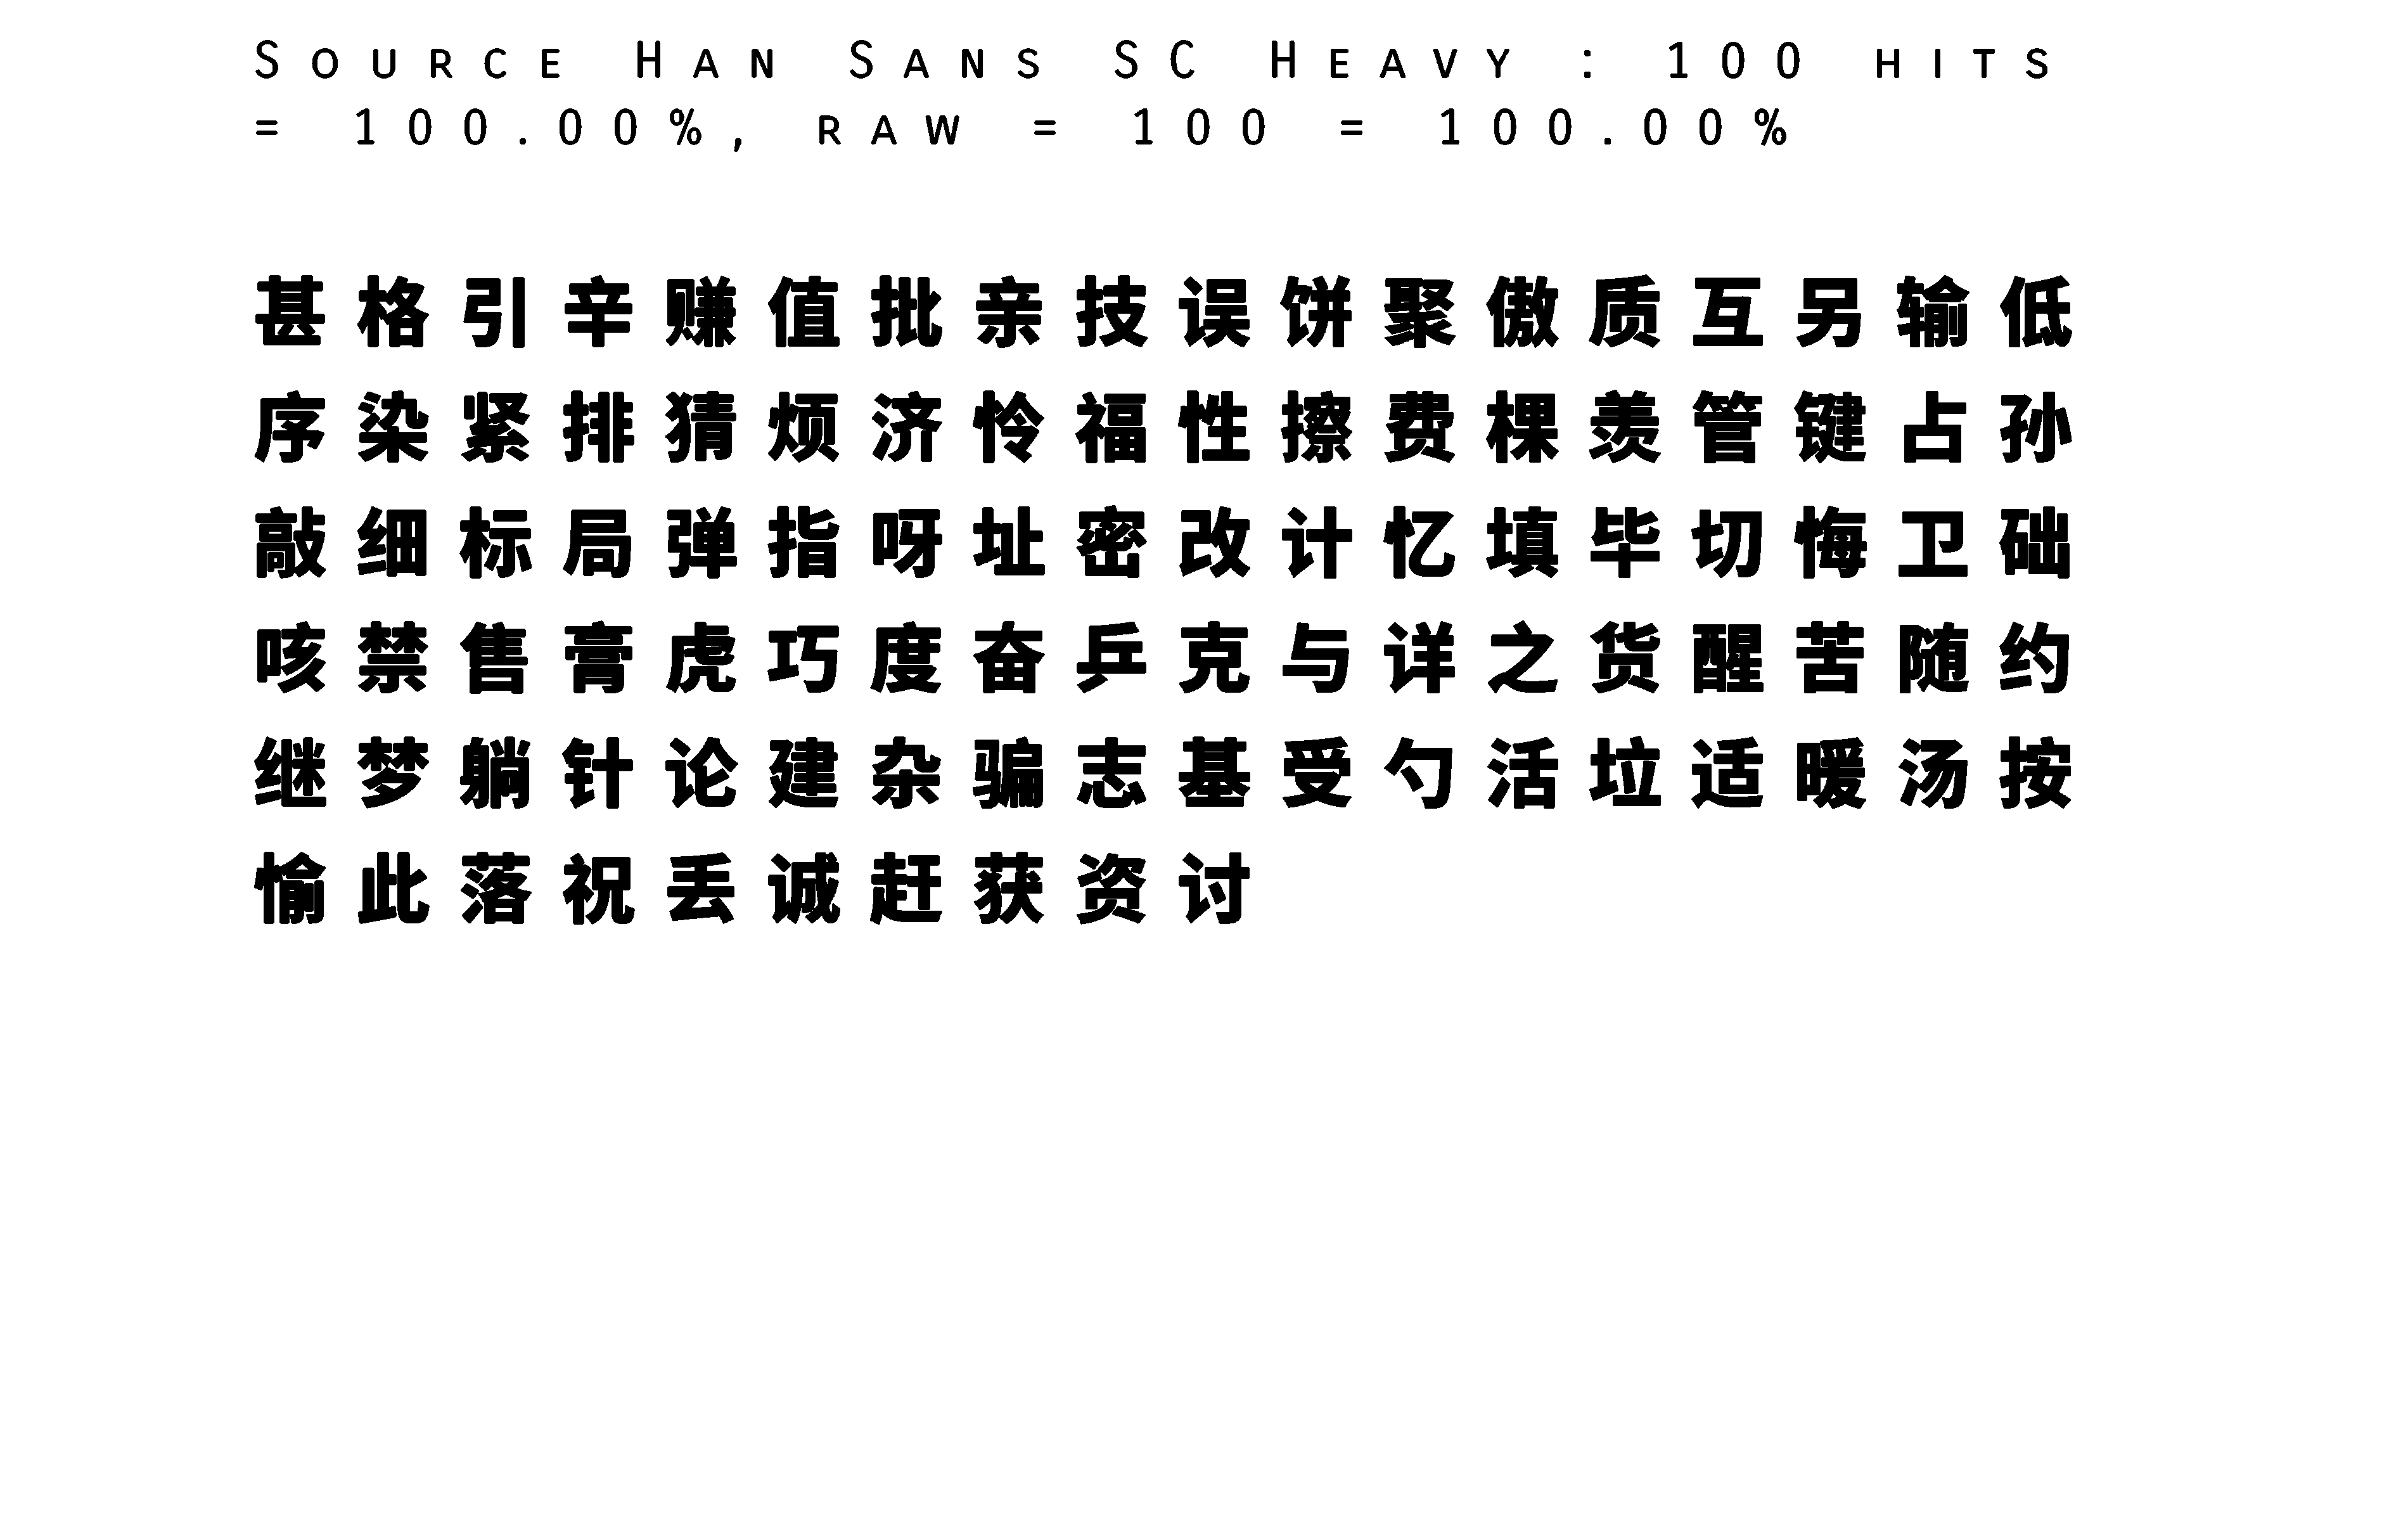 Source Han Sans SC Heavy : 100 hits
= 100.00%, raw = 100 = 100.00%
甚格引辛赚值批亲技误饼聚傲质互另输低
序染紧排猜烦济怜福性擦费棵羡管键占孙
敲细标局弹指呀址密改计忆填毕切悔卫础
咳禁售膏虎巧度奋乒克与详之货醒苦随约
继梦躺针论建杂骗志基受勺活垃适暖汤按
愉此落祝丢诚赶获资讨